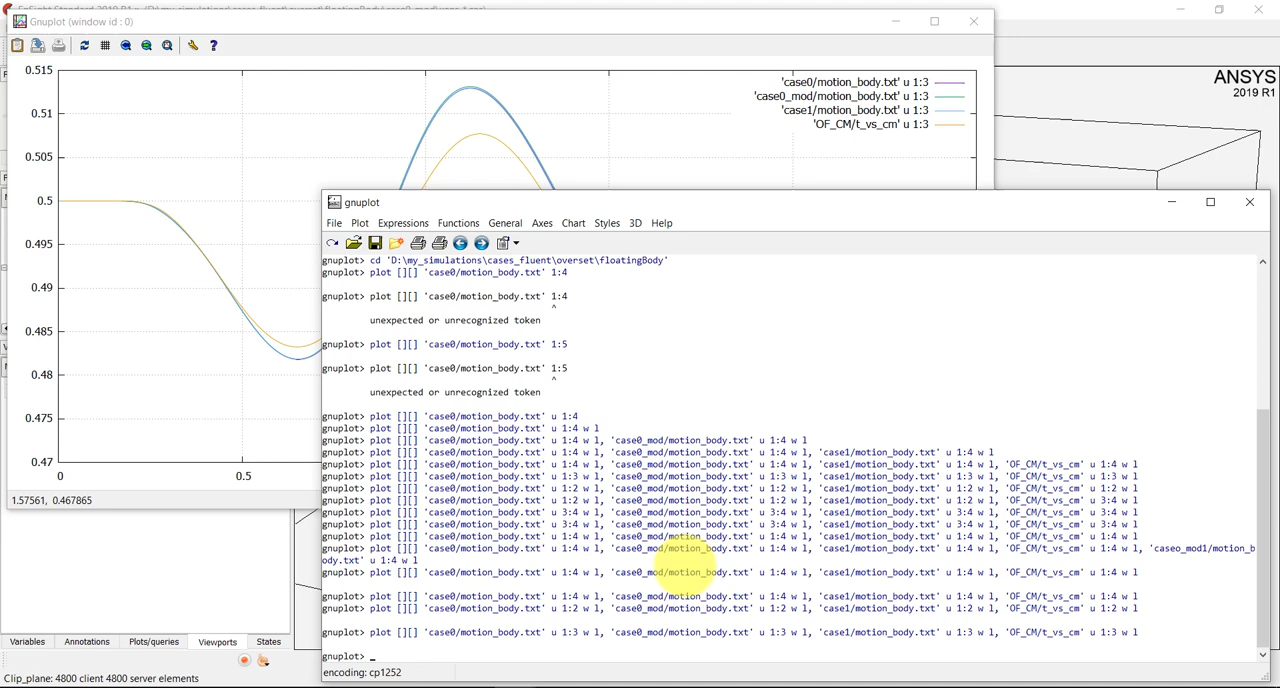 Gnuplot (window id : 0)
ANSYS
2019 R1
0.515
0.51
0.505
0.5
0.495
0.49
0.485
0.48
0.475
0.47
0
0.5
'case0/motion_body.txt' u 1:3
'case0_mod/motion_body.txt' u 1:3
'case1/motion_body.txt' u 1:3
'OF_CM/t_vs_cm' u 1:3
1.57561, 0.467865
gnuplot
File Plot Expressions Functions General Axes Chart Styles 3D Help
gnuplot> cd 'D:\my_simulations\cases_fluent\overset\floatingBody'
gnuplot> plot [][] 'case0/motion_body.txt' 1:4
gnuplot> plot [][] 'case0/motion_body.txt' 1:4
^
unexpected or unrecognized token
gnuplot> plot [][] 'case0/motion_body.txt' 1:5
gnuplot> plot [][] 'case0/motion_body.txt' 1:5
^
unexpected or unrecognized token
gnuplot> plot [][] 'case0/motion_body.txt' u 1:4
gnuplot> plot [][] 'case0/motion_body.txt' u 1:4 w l
gnuplot> plot [][] 'case0/motion_body.txt' u 1:4 w l, 'case0_mod/motion_body.txt' u 1:4 w l
gnuplot> plot [][] 'case0/motion_body.txt' u 1:4 w l, 'case0_mod/motion_body.txt' u 1:4 w l, 'case1/motion_body.txt' u 1:4 w l
gnuplot> plot [][] 'case0/motion_body.txt' u 1:4 w l, 'case0_mod/motion_body.txt' u 1:4 w l, 'case1/motion_body.txt' u 1:4 w l, 'OF_CM/t_vs_cm' u 1:4 w l
gnuplot> plot [][] 'case0/motion_body.txt' u 1:3 w l, 'case0_mod/motion_body.txt' u 1:3 w l, 'case1/motion_body.txt' u 1:3 w l, 'OF_CM/t_vs_cm' u 1:3 w l
gnuplot> plot [][] 'case0/motion_body.txt' u 1:2 w l, 'case0_mod/motion_body.txt' u 1:2 w l, 'case1/motion_body.txt' u 1:2 w l, 'OF_CM/t_vs_cm' u 1:2 w l
gnuplot> plot [][] 'case0/motion_body.txt' u 3:4 w l, 'case0_mod/motion_body.txt' u 1:2 w l, 'case1/motion_body.txt' u 1:2 w l, 'OF_CM/t_vs_cm' u 3:4 w l
gnuplot> plot [][] 'case0/motion_body.txt' u 3:4 w l, 'case0_mod/motion_body.txt' u 3:4 w l, 'case1/motion_body.txt' u 3:4 w l, 'OF_CM/t_vs_cm' u 3:4 w l
gnuplot> plot [][] 'case0/motion_body.txt' u 3:4 w l, 'case0_mod/motion_body.txt' u 3:4 w l, 'case1/motion_body.txt' u 3:4 w l, 'OF_CM/t_vs_cm' u 3:4 w l
gnuplot> plot [][] 'case0/motion_body.txt' u 1:4 w l, 'case0_mod/motion_body.txt' u 1:4 w l, 'case1/motion_body.txt' u 1:4 w l, 'OF_CM/t_vs_cm' u 1:4 w l
gnuplot> plot [][] 'case0/motion_body.txt' u 1:4 w l, 'case0_mod/motion_body.txt' u 1:4 w l, 'case1/motion_body.txt' u 1:4 w l, 'OF_CM/t_vs_cm' u 1:4 w l, 'caseo_mod1/motion_b
ody.txt' u 1:4 w l
gnuplot> plot [][] 'case0/motion_body.txt' u 1:4 w l, 'case0_mod/motion_body.txt' u 1:4 w l, 'case1/motion_body.txt' u 1:4 w l, 'OF_CM/t_vs_cm' u 1:4 w l
gnuplot> plot [][] 'case0/motion_body.txt' u 1:4 w l, 'case0_mod/motion_body.txt' u 1:4 w l, 'case1/motion_body.txt' u 1:4 w l, 'OF_CM/t_vs_cm' u 1:4 w l
gnuplot> plot [][] 'case0/motion_body.txt' u 1:2 w l, 'case0_mod/motion_body.txt' u 1:2 w l, 'case1/motion_body.txt' u 1:2 w l, 'OF_CM/t_vs_cm' u 1:2 w l
gnuplot> plot [][] 'case0/motion_body.txt' u 1:3 w l, 'case0_mod/motion_body.txt' u 1:3 w l, 'case1/motion_body.txt' u 1:3 w l, 'OF_CM/t_vs_cm' u 1:3 w l
gnuplot> _
encoding: cp1252
Variables Annotations Plots/queries Viewports States
Clip_plane: 4800 client 4800 server elements